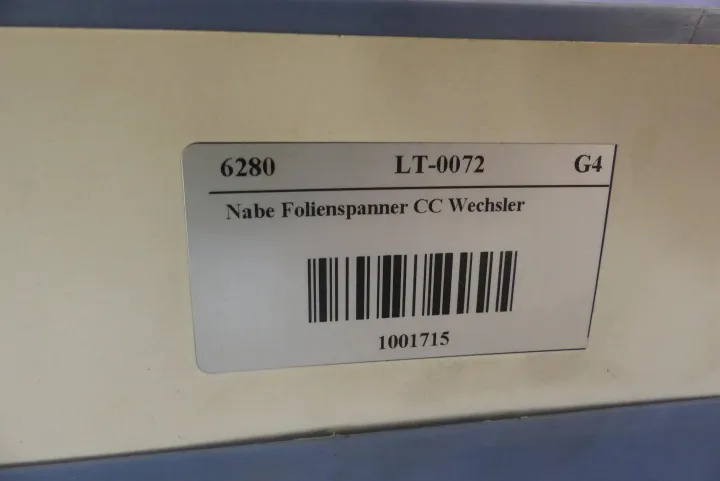 6280 LT-0072 G4
Nabe Folienspanner CC Wechsler
1001715